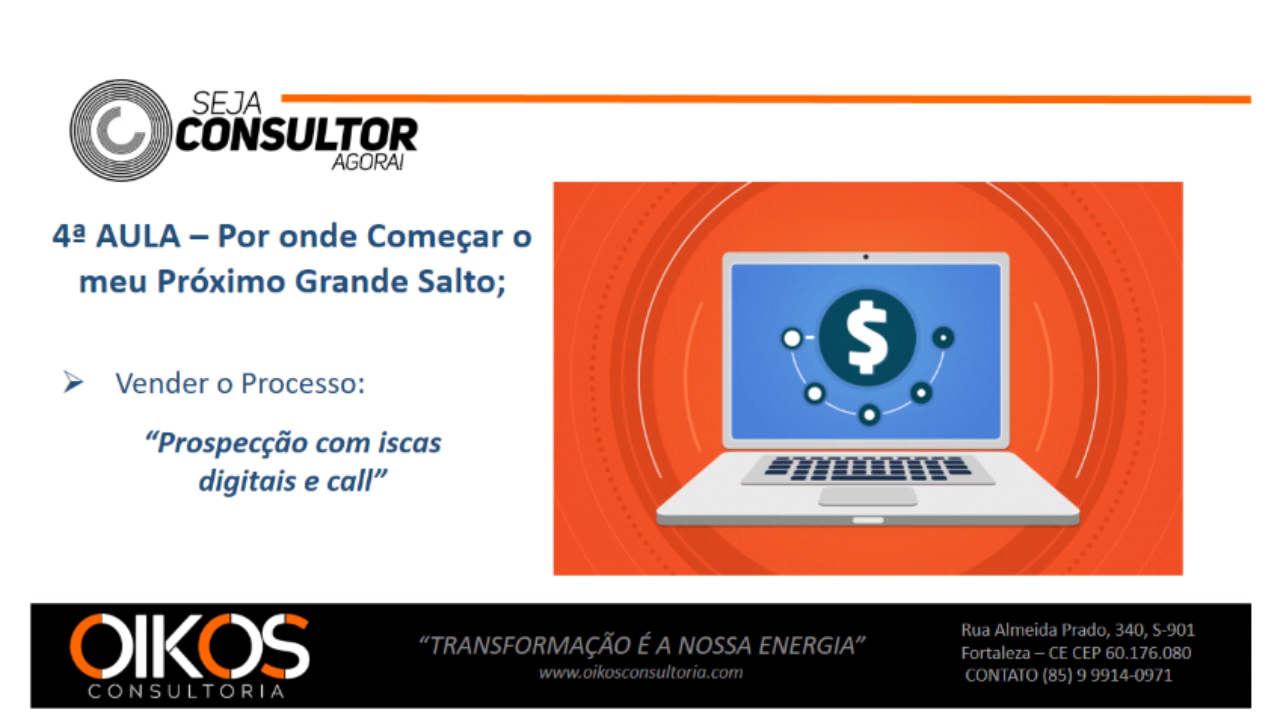 SEJA
CONSULTOR
AGORA!
4ª AULA – Por onde Começar o
meu Próximo Grande Salto;
➢ Vender o Processo:
“Prospecção com iscas
digitais e call”
$
OIKOS
CONSULTORIA
“TRANSFORMAÇÃO É A NOSSA ENERGIA”
www.oikosconsultoria.com
Rua Almeida Prado, 340, S-901
Fortaleza – CE CEP 60.176.080
CONTATO (85) 9 9914-0971